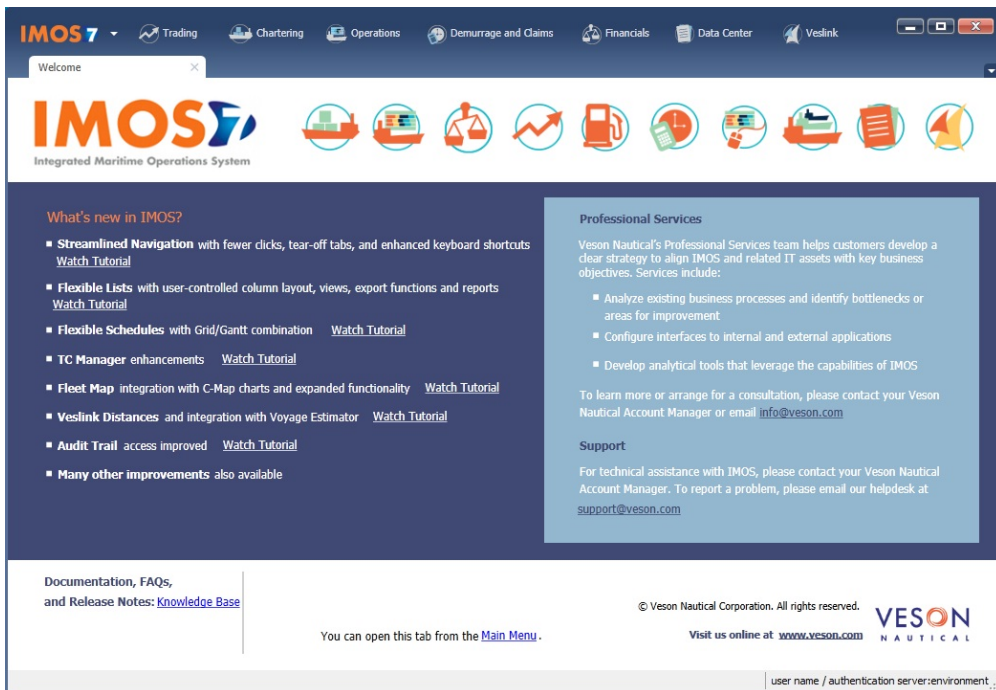 IMOS 7 Trading Chartering Operations Demurrage and Claims Financials Data Center Veslink
Welcome
IMOS7
Integrated Maritime Operations System
What's new in IMOS?
Streamlined Navigation with fewer clicks, tear-off tabs, and enhanced keyboard shortcuts
Watch Tutorial
Flexible Lists with user-controlled column layout, views, export functions and reports
Watch Tutorial
Flexible Schedules with Grid/Gantt combination Watch Tutorial
TC Manager enhancements Watch Tutorial
Fleet Map integration with C-Map charts and expanded functionality Watch Tutorial
Veslink Distances and integration with Voyage Estimator Watch Tutorial
Audit Trail access improved Watch Tutorial
Many other improvements also available
Professional Services
Veson Nautical's Professional Services team helps customers develop a
clear strategy to align IMOS and related IT assets with key business
objectives. Services include:
Analyze existing business processes and identify bottlenecks or
areas for improvement
Configure interfaces to internal and external applications
Develop analytical tools that leverage the capabilities of IMOS
To learn more or arrange for a consultation, please contact your Veson
Nautical Account Manager or email info@veson.com
Support
For technical assistance with IMOS, please contact your Veson Nautical
Account Manager. To report a problem, please email our helpdesk at
support@veson.com
Documentation, FAQs,
and Release Notes: Knowledge Base
You can open this tab from the Main Menu.
© Veson Nautical Corporation. All rights reserved.
Visit us online at www.veson.com
VESON
NAUTICAL
user name / authentication server:environment